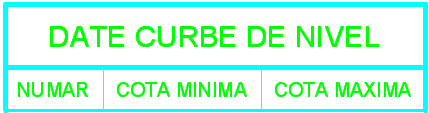 DATE CURBE DE NIVEL
NUMAR COTA MINIMA COTA MAXIMA